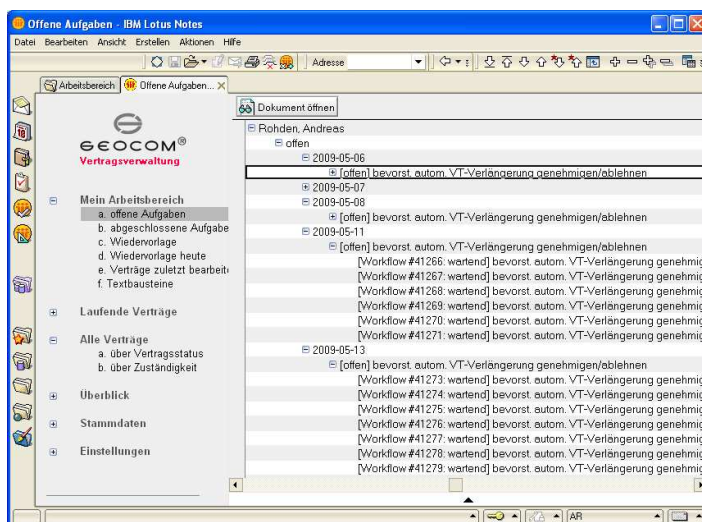 Offene Aufgaben - IBM Lotus Notes
Datei Bearbeiten Ansicht Erstellen Aktionen Hilfe
Adresse
Arbeitsbereich Offene Aufgaben...
Dokument öffnen
GEOCOM®
Vertragsverwaltung
Mein Arbeitsbereich
a. offene Aufgaben
b. abgeschlossene Aufgabe
c. Wiedervorlage
d. Wiedervorlage heute
e. Verträge zuletzt bearbeit
f. Textbausteine
Laufende Verträge
Alle Verträge
a. über Vertragsstatus
b. über Zuständigkeit
Überblick
Stammdaten
Einstellungen
Rohden, Andreas
offen
2009-05-06
[offen] bevorst. autom. VT-Verlängerung genehmigen/ablehnen
2009-05-07
2009-05-08
[offen] bevorst. autom. VT-Verlängerung genehmigen/ablehnen
2009-05-11
[offen] bevorst. autom. VT-Verlängerung genehmigen/ablehnen
[Workflow #41266: wartend] bevorst. autom. VT-Verlängerung genehmig
[Workflow #41267: wartend] bevorst. autom. VT-Verlängerung genehmig
[Workflow #41268: wartend] bevorst. autom. VT-Verlängerung genehmig
[Workflow #41269: wartend] bevorst. autom. VT-Verlängerung genehmig
[Workflow #41270: wartend] bevorst. autom. VT-Verlängerung genehmig
[Workflow #41271: wartend] bevorst. autom. VT-Verlängerung genehmig
2009-05-13
[offen] bevorst. autom. VT-Verlängerung genehmigen/ablehnen
[Workflow #41273: wartend] bevorst. autom. VT-Verlängerung genehmig
[Workflow #41274: wartend] bevorst. autom. VT-Verlängerung genehmig
[Workflow #41275: wartend] bevorst. autom. VT-Verlängerung genehmig
[Workflow #41276: wartend] bevorst. autom. VT-Verlängerung genehmig
[Workflow #41277: wartend] bevorst. autom. VT-Verlängerung genehmig
[Workflow #41278: wartend] bevorst. autom. VT-Verlängerung genehmig
[Workflow #41279: wartend] bevorst. autom. VT-Verlängerung genehmig
AR